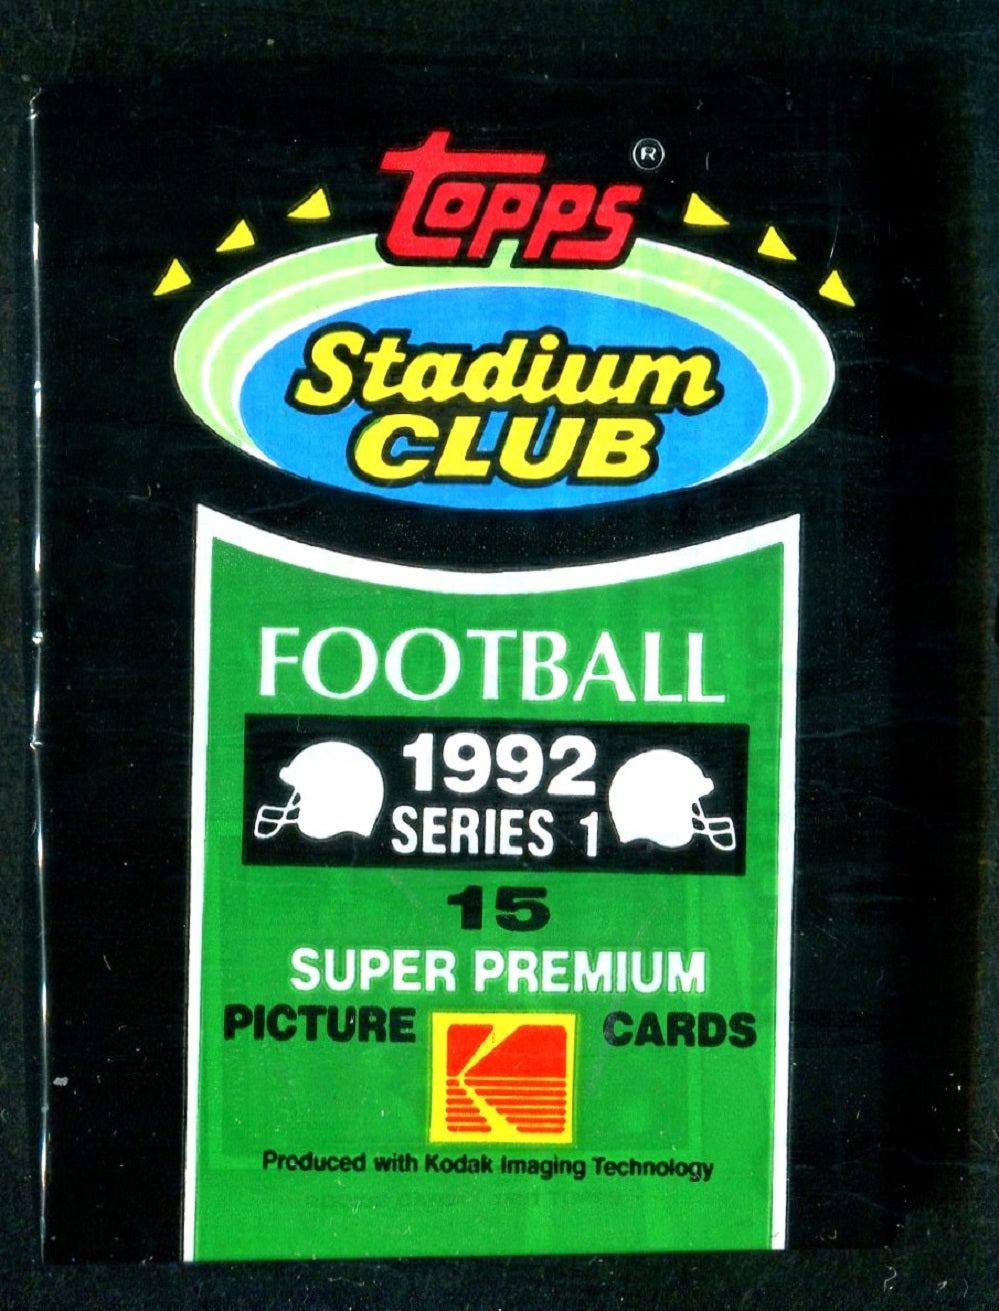 Topps ®
Stadium
CLUB
FOOTBALL
1992
SERIES 1
15
SUPER PREMIUM
PICTURE CARDS
Produced with Kodak Imaging Technology